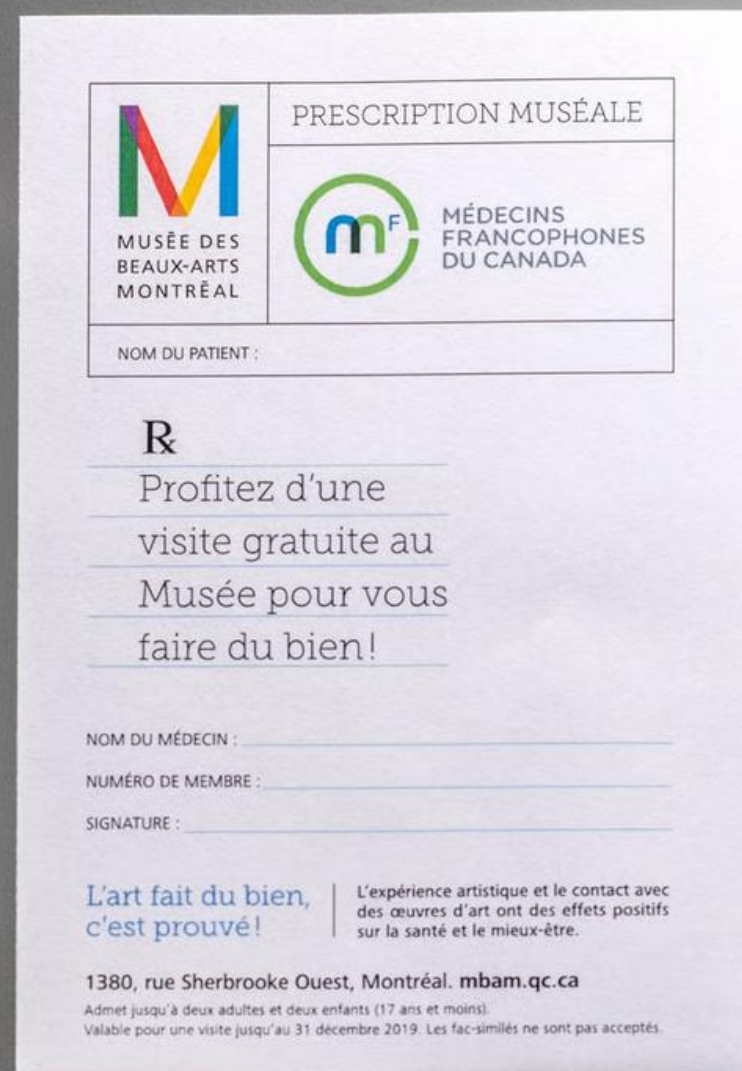 PRESCRIPTION MUSÉALE
M
MUSÉE DES
BEAUX-ARTS
MONTRÉAL
mF
MÉDECINS
FRANCOPHONES
DU CANADA
NOM DU PATIENT :
℞
Profitez d'une
visite gratuite au
Musée pour vous
faire du bien!
NOM DU MÉDECIN :
NUMÉRO DE MEMBRE :
SIGNATURE :
L'art fait du bien,
c'est prouvé!
L'expérience artistique et le contact avec
des œuvres d'art ont des effets positifs
sur la santé et le mieux-être.
1380, rue Sherbrooke Ouest, Montréal. mbam.qc.ca
Admet jusqu'à deux adultes et deux enfants (17 ans et moins).
Valable pour une visite jusqu'au 31 décembre 2019. Les fac-similés ne sont pas acceptés.